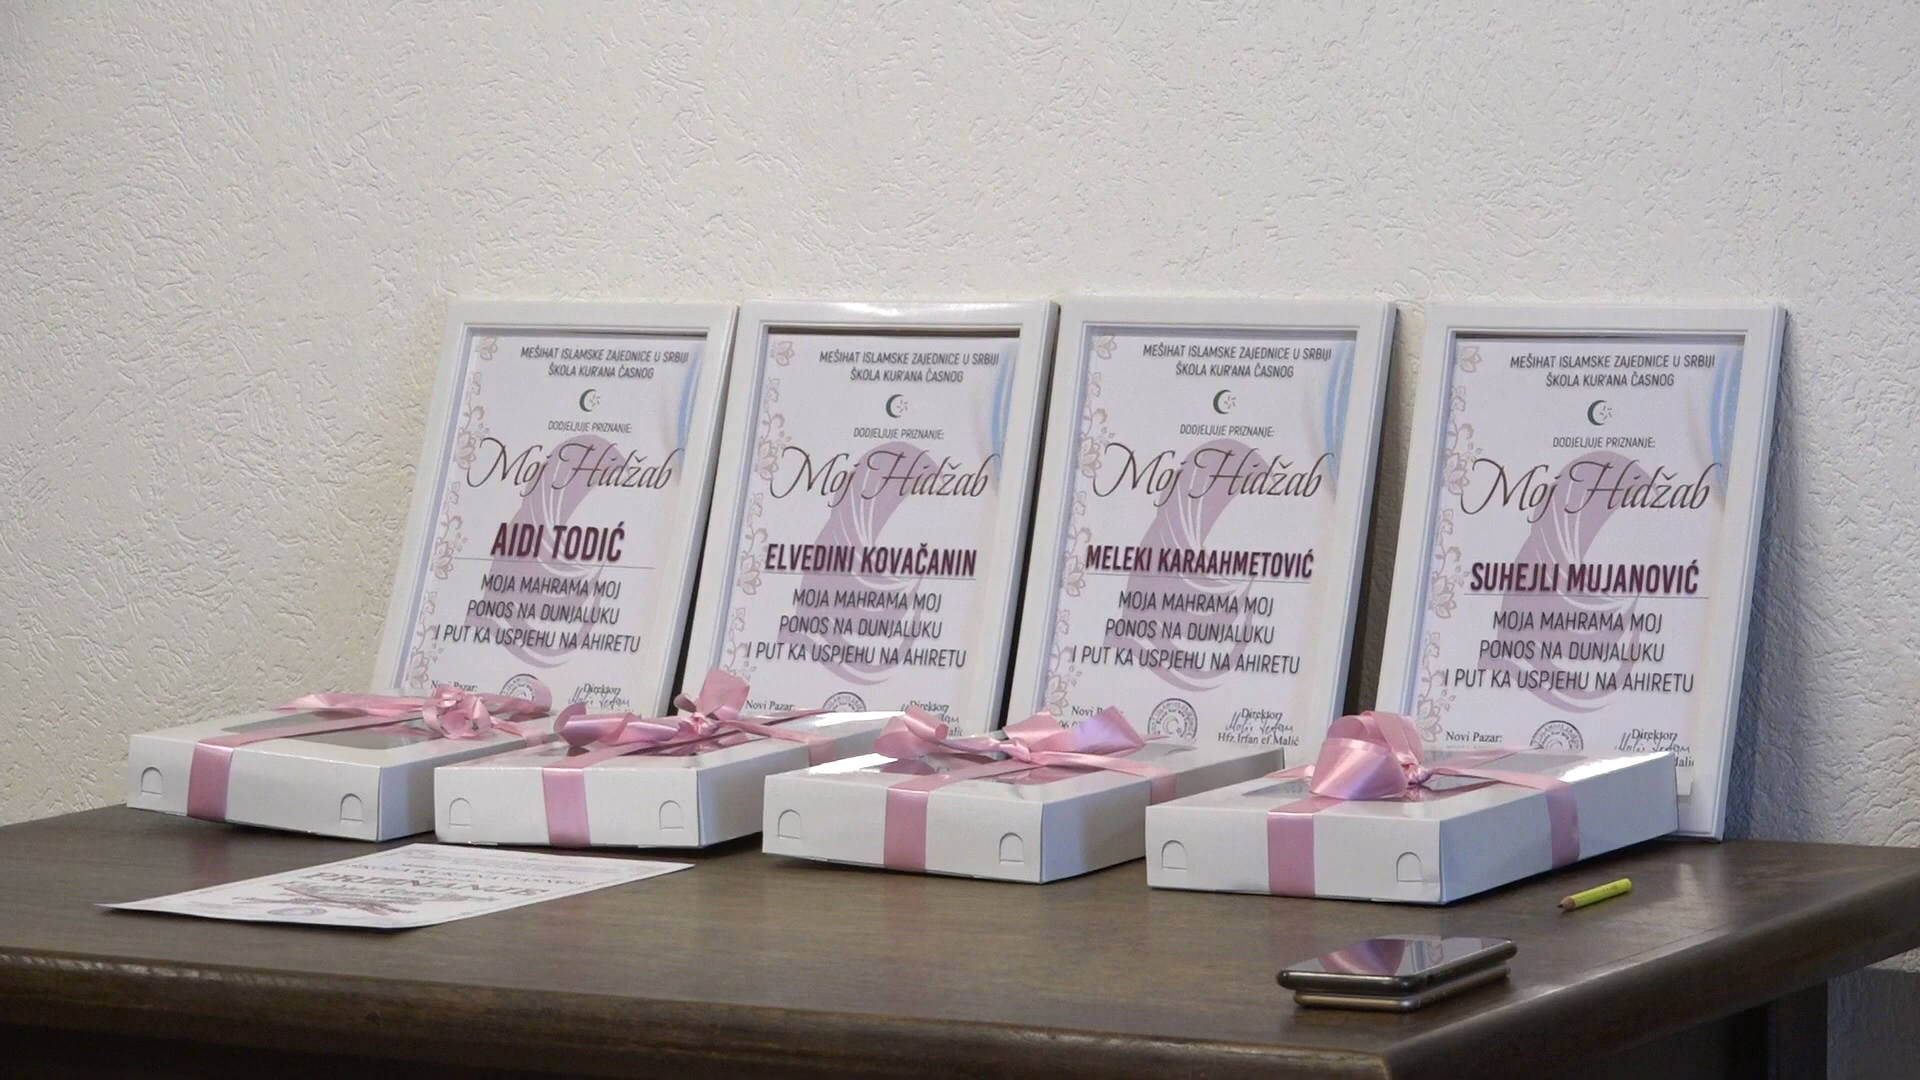 MEŠIHAT ISLAMSKE ZAJEDNICE U SRBIJI
ŠKOLA KUR'ANA ČASNOG
DODJELJUJE PRIZNANJE:
Moj Hidžab
AIDI TODIĆ
MOJA MAHRAMA MOJ
PONOS NA DUNJALUKU
I PUT KA USPJEHU NA AHIRETU
Novi Pazar:
Direktor
MEŠIHAT ISLAMSKE ZAJEDNICE U SRBIJI
ŠKOLA KUR'ANA ČASNOG
DODJELJUJE PRIZNANJE:
Moj Hidžab
ELVEDINI KOVAČANIN
MOJA MAHRAMA MOJ
PONOS NA DUNJALUKU
I PUT KA USPJEHU NA AHIRETU
Novi Pazar:
Direktor
MEŠIHAT ISLAMSKE ZAJEDNICE U SRBIJI
ŠKOLA KUR'ANA ČASNOG
DODJELJUJE PRIZNANJE:
Moj Hidžab
MELEKI KARAAHMETOVIĆ
MOJA MAHRAMA MOJ
PONOS NA DUNJALUKU
I PUT KA USPJEHU NA AHIRETU
Novi Pazar:
Direktor
Hfz.Irfan ef.Malić
MEŠIHAT ISLAMSKE ZAJEDNICE U SRBIJI
ŠKOLA KUR'ANA ČASNOG
DODJELJUJE PRIZNANJE:
Moj Hidžab
SUHEJLI MUJANOVIĆ
MOJA MAHRAMA MOJ
PONOS NA DUNJALUKU
I PUT KA USPJEHU NA AHIRETU
Novi Pazar:
Direktor
PRIZNANJE